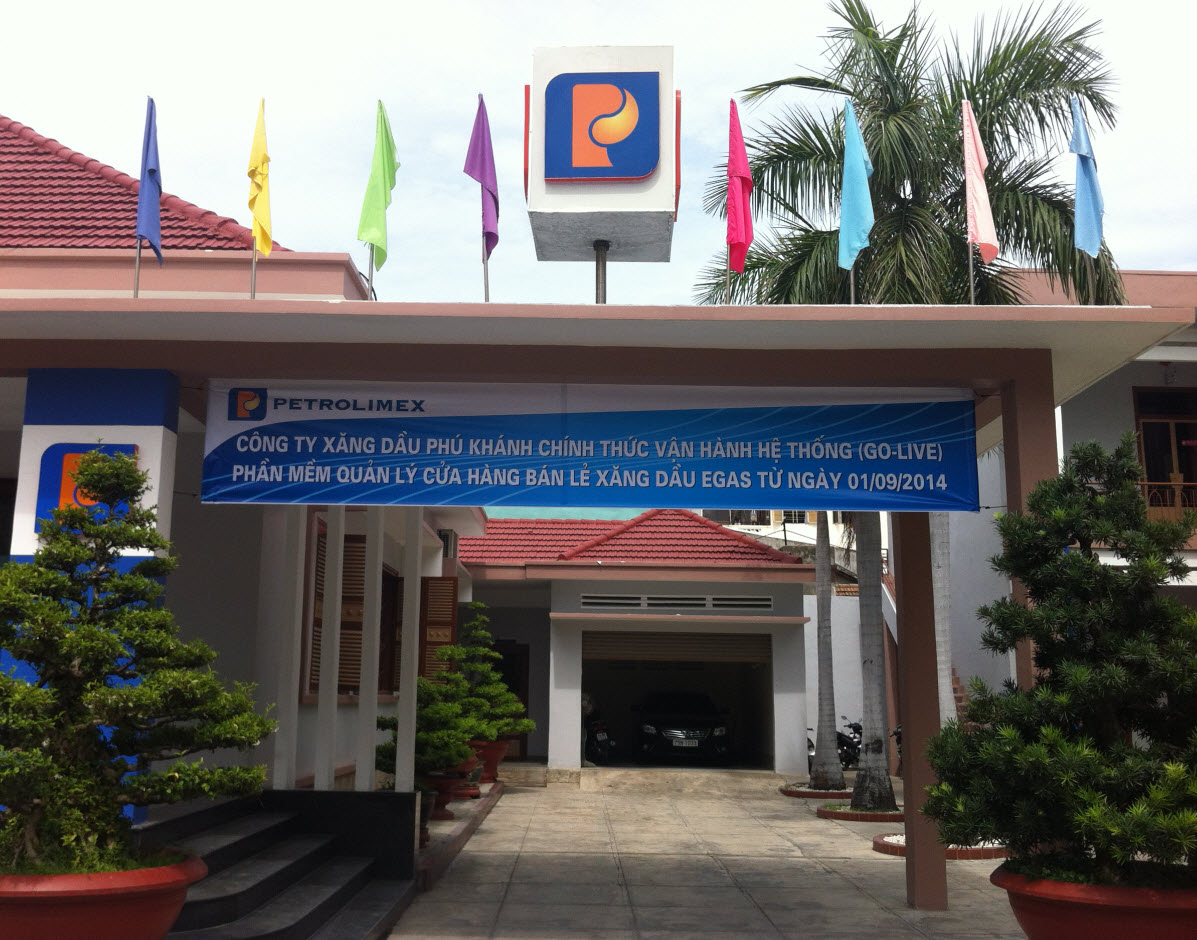 PETROLIMEX
CÔNG TY XĂNG DẦU PHÚ KHÁNH CHÍNH THỨC VẬN HÀNH HỆ THỐNG (GO-LIVE)
PHẦN MỀM QUẢN LÝ CỬA HÀNG BÁN LẺ XĂNG DẦU EGAS TỪ NGÀY 01/09/2014